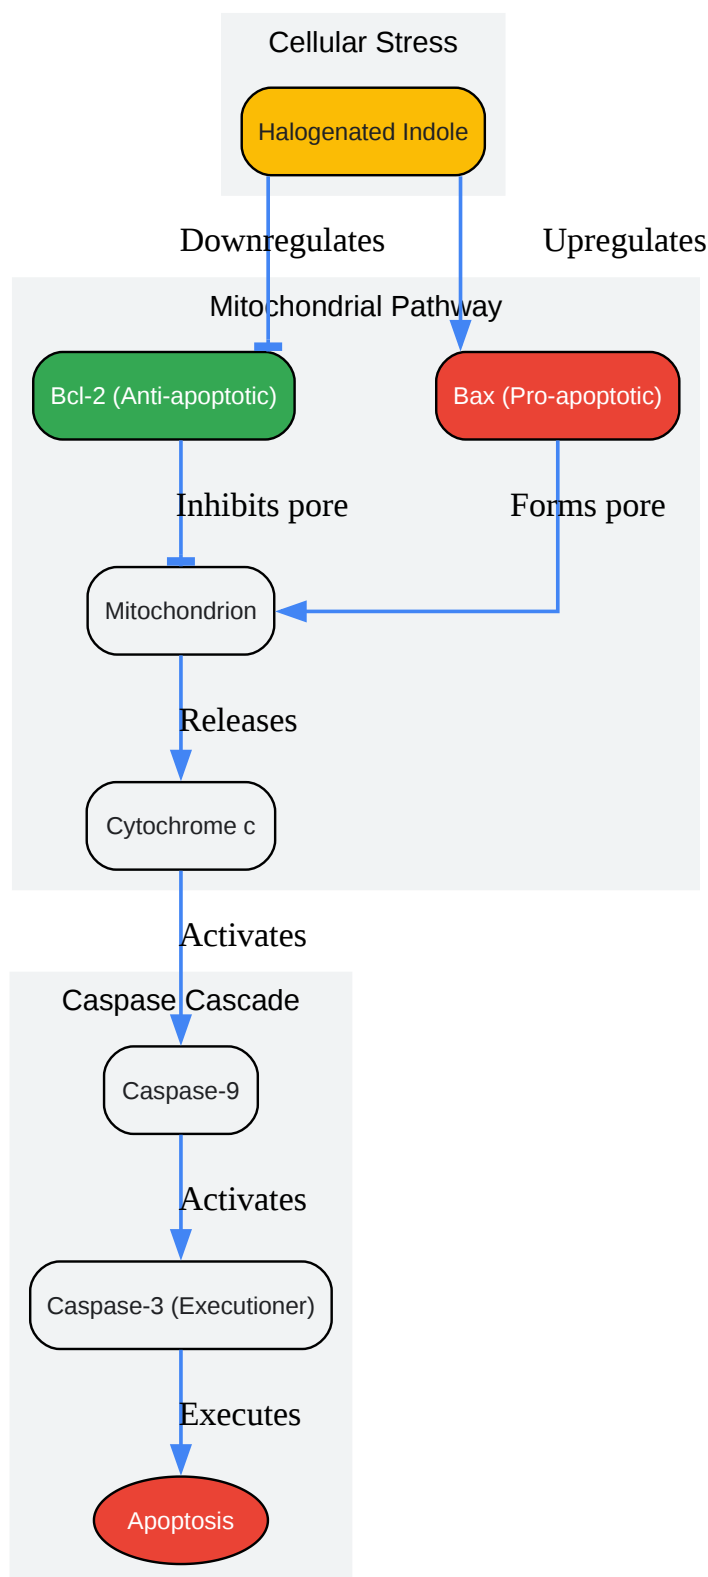 Cellular Stress
Halogenated Indole
Downregulates
Upregulates
Mitochondrial Pathway
Bcl-2 (Anti-apoptotic)
Bax (Pro-apoptotic)
Inhibits pore
Forms pore
Mitochondrion
Releases
Cytochrome c
Activates
Caspase Cascade
Caspase-9
Activates
Caspase-3 (Executioner)
Executes
Apoptosis